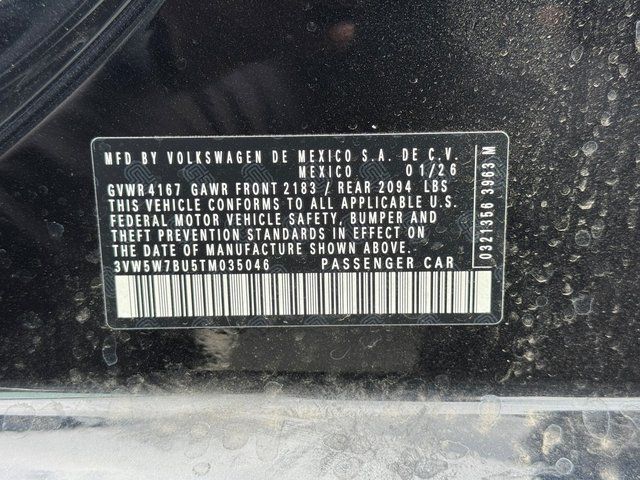 MFD BY VOLKSWAGEN DE MEXICO S.A. DE C.V.
MEXICO 01/26
GVWR 4167 GAWR FRONT 2183 / REAR 2094 LBS
THIS VEHICLE CONFORMS TO ALL APPLICABLE U.S.
FEDERAL MOTOR VEHICLE SAFETY, BUMPER AND
THEFT PREVENTION STANDARDS IN EFFECT ON
THE DATE OF MANUFACTURE SHOWN ABOVE.
3VW5W7BU5TM035046 PASSENGER CAR
0321356 3963 M